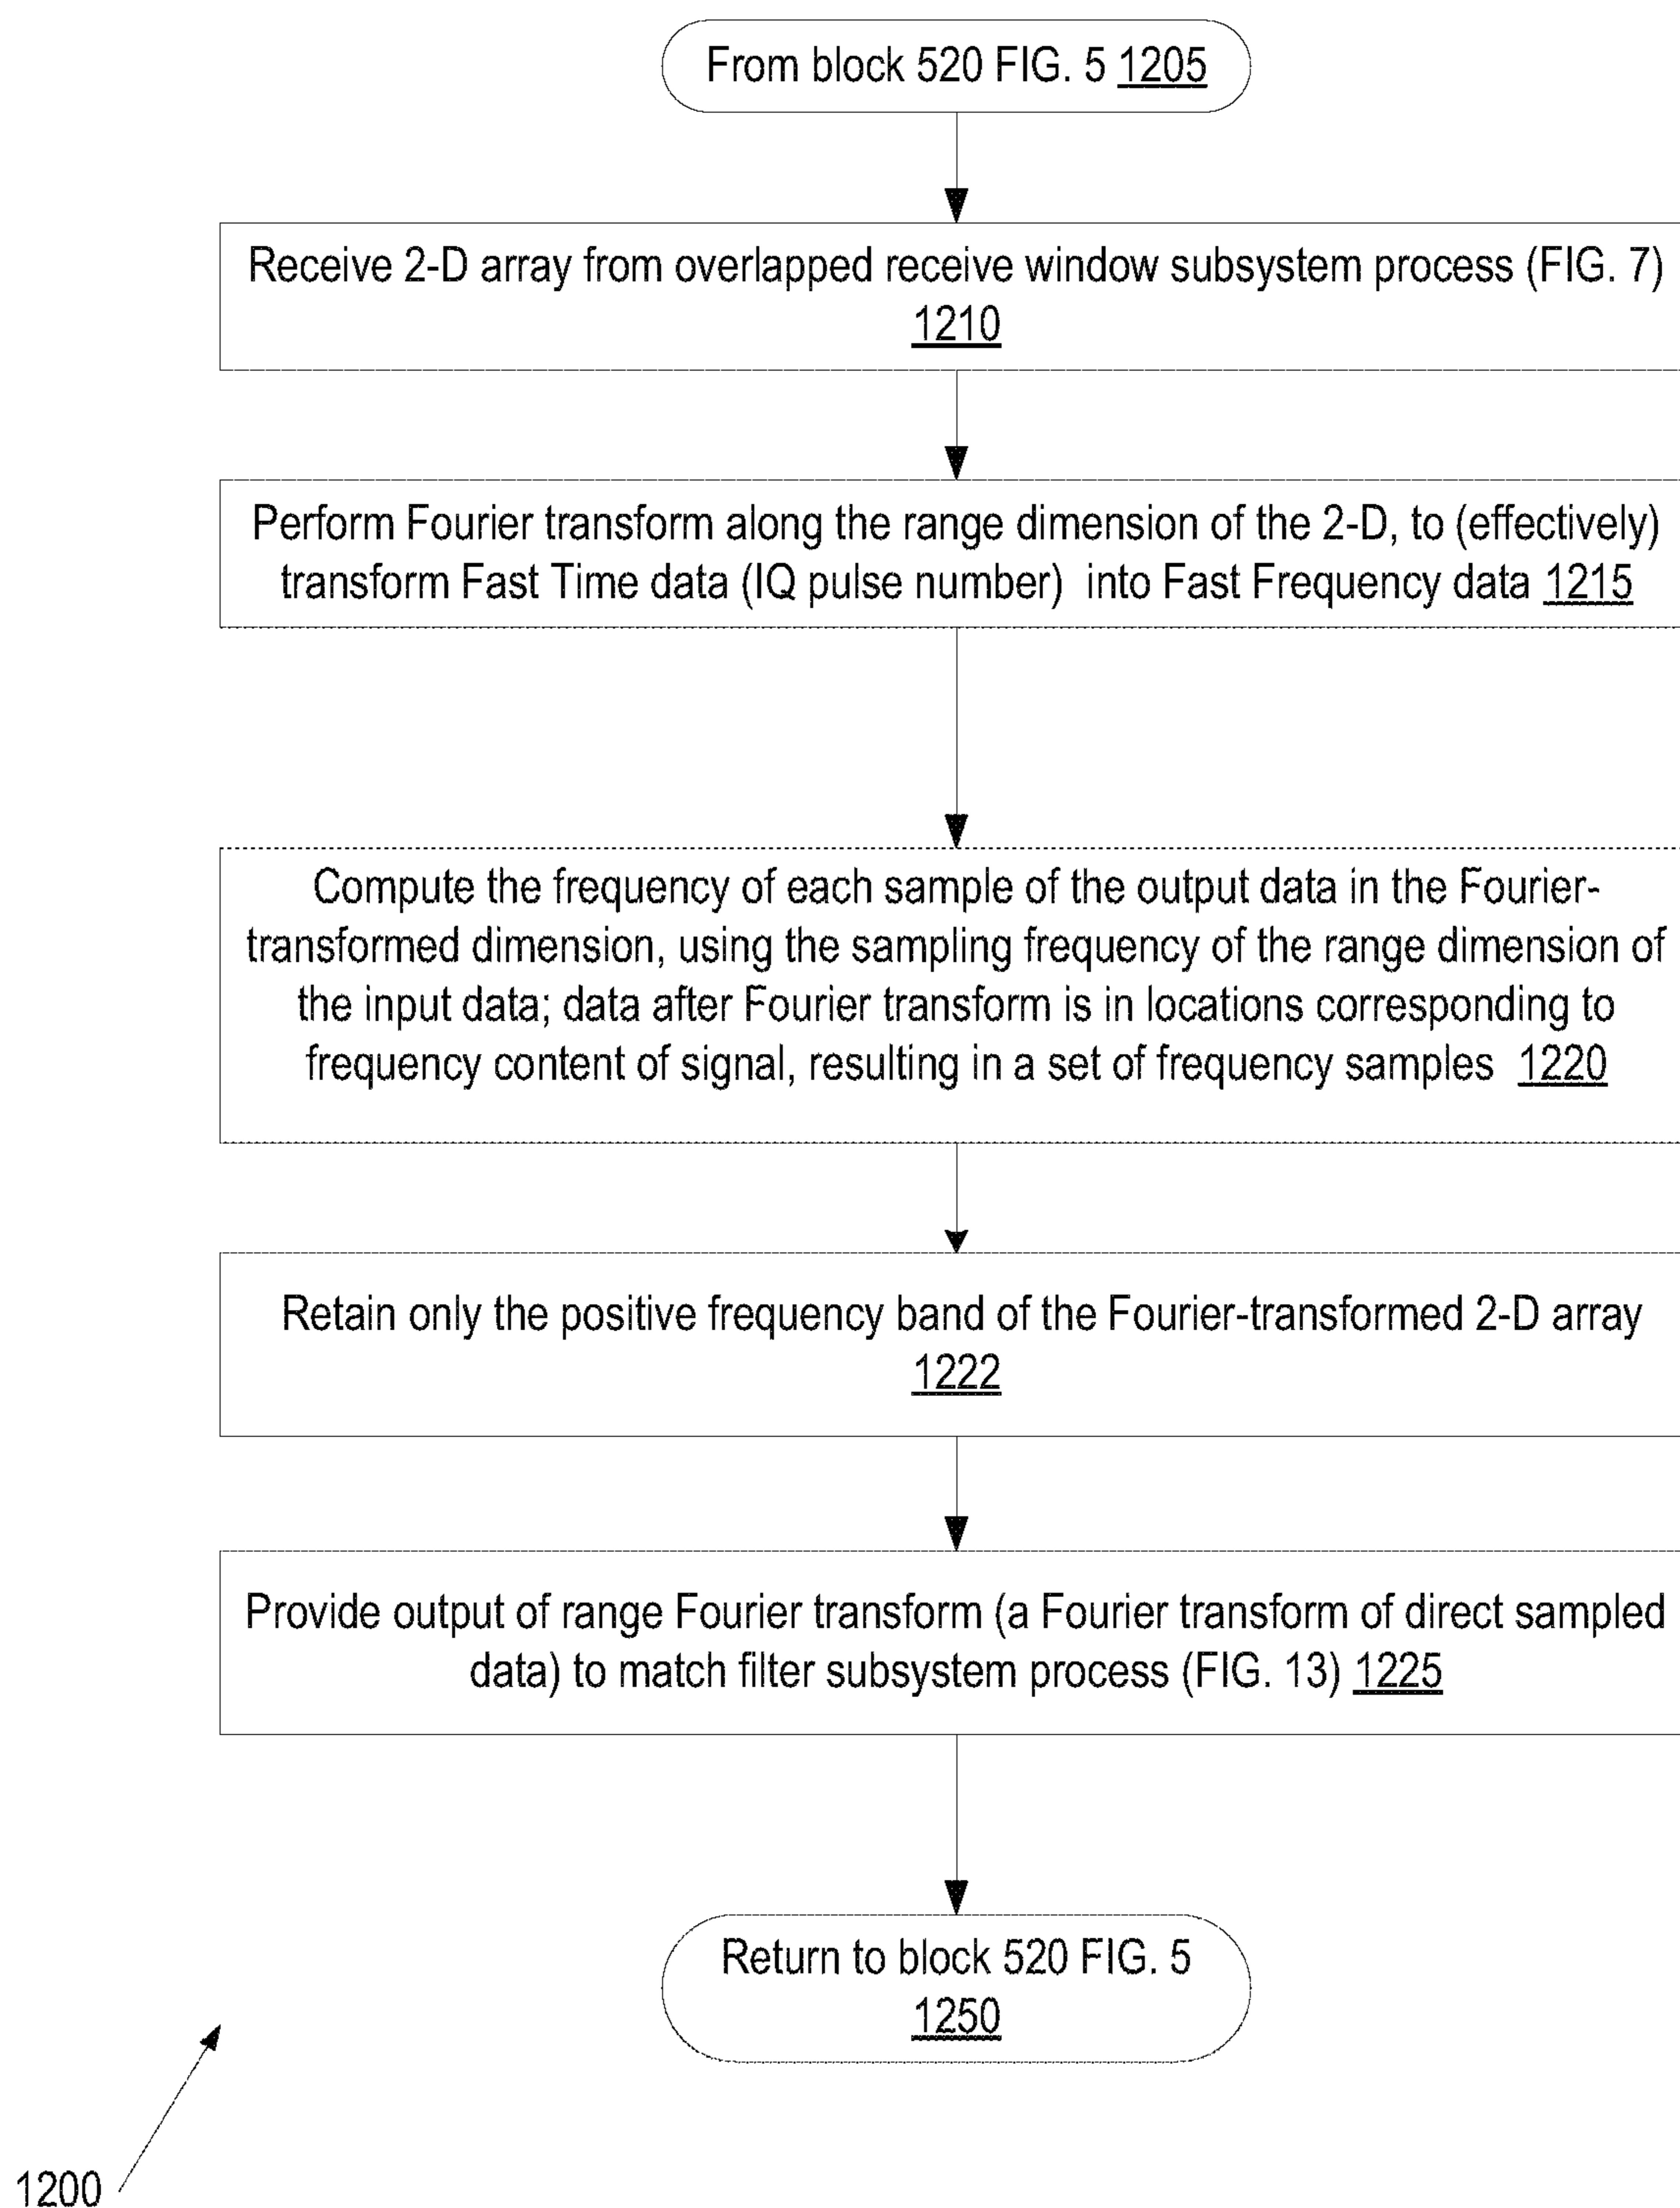 From block 520 FIG. 5 1205
Receive 2-D array from overlapped receive window subsystem process (FIG. 7)
1210
Perform Fourier transform along the range dimension of the 2-D, to (effectively)
transform Fast Time data (IQ pulse number) into Fast Frequency data 1215
Compute the frequency of each sample of the output data in the Fourier-
transformed dimension, using the sampling frequency of the range dimension of
the input data; data after Fourier transform is in locations corresponding to
frequency content of signal, resulting in a set of frequency samples 1220
Retain only the positive frequency band of the Fourier-transformed 2-D array
1222
Provide output of range Fourier transform (a Fourier transform of direct sampled
data) to match filter subsystem process (FIG. 13) 1225
Return to block 520 FIG. 5
1250
1200